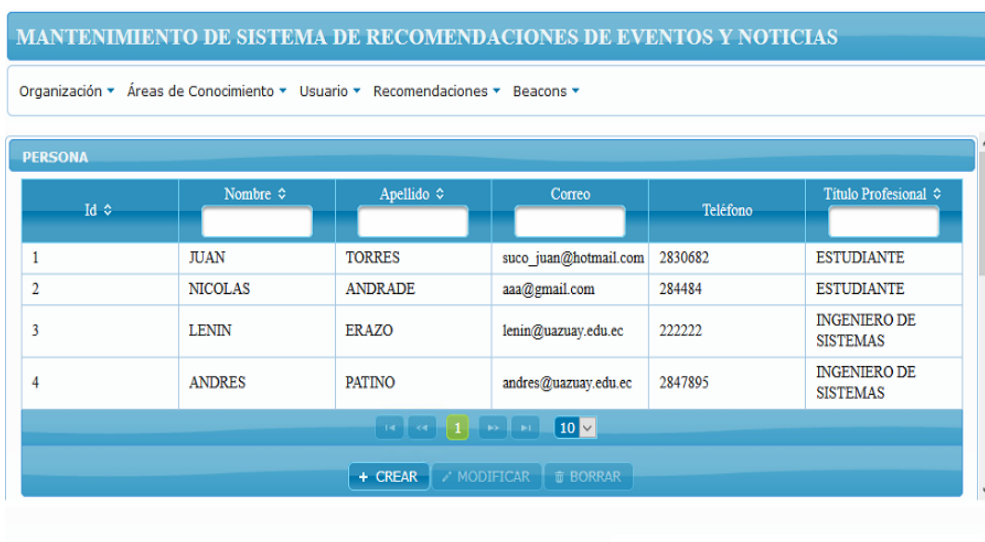 MANTENIMIENTO DE SISTEMA DE RECOMENDACIONES DE EVENTOS Y NOTICIAS
Organización Áreas de Conocimiento Usuario Recomendaciones Beacons
PERSONA
Id Nombre Apellido Correo Teléfono Título Profesional
1 JUAN TORRES suco_juan@hotmail.com 2830682 ESTUDIANTE
2 NICOLAS ANDRADE aaa@gmail.com 284484 ESTUDIANTE
3 LENIN ERAZO lenin@uazuay.edu.ec 222222 INGENIERO DE
SISTEMAS
4 ANDRES PATINO andres@uazuay.edu.ec 2847895 INGENIERO DE
SISTEMAS
1 10
+ CREAR MODIFICAR BORRAR